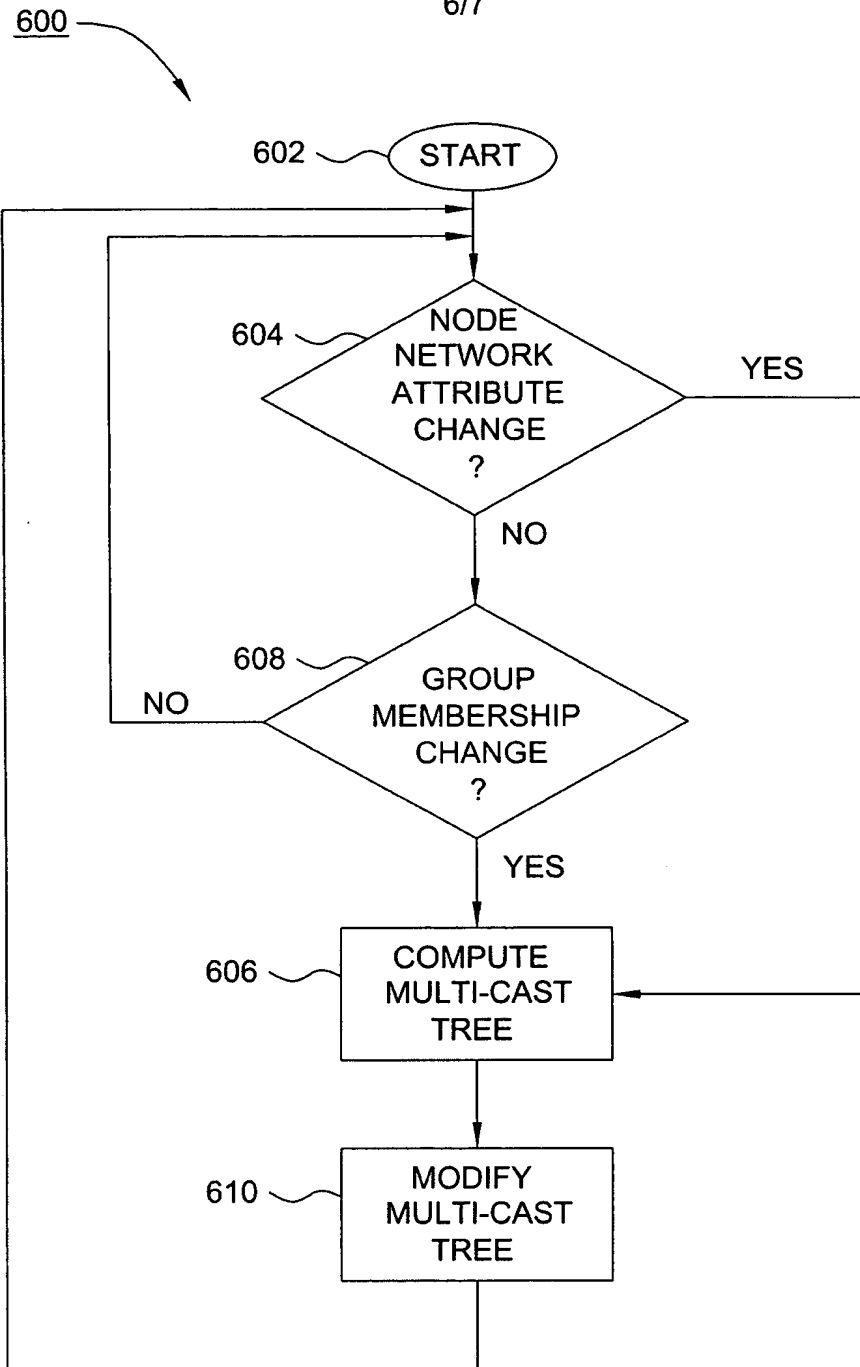 6/7
600
602
START
604
NODE
NETWORK
ATTRIBUTE
CHANGE
?
YES
NO
608
GROUP
MEMBERSHIP
CHANGE
?
NO
YES
606
COMPUTE
MULTI-CAST
TREE
610
MODIFY
MULTI-CAST
TREE